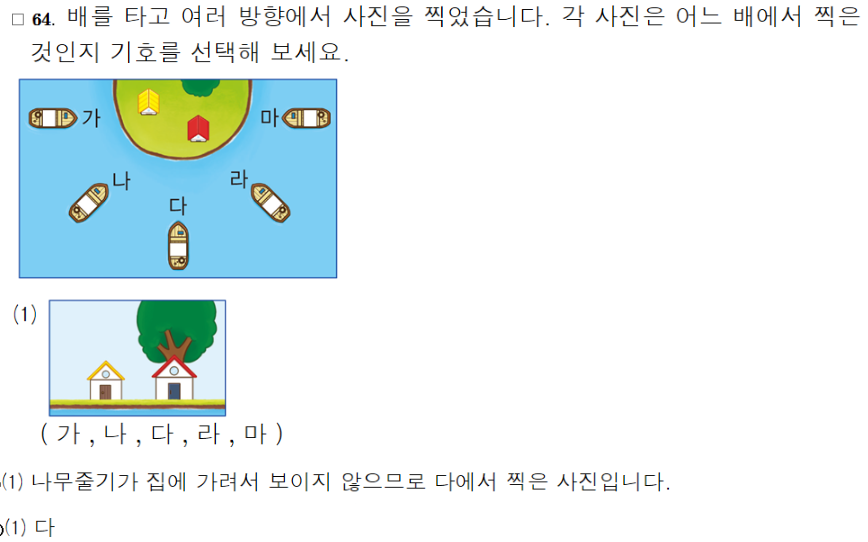 □ 64. 배를 타고 여러 방향에서 사진을 찍었습니다. 각 사진은 어느 배에서 찍은
것인지 기호를 선택해 보세요.
가
마
나
라
다
(1)
( 가 , 나 , 다 , 라 , 마 )
(1) 나무줄기가 집에 가려서 보이지 않으므로 다에서 찍은 사진입니다.
(1) 다